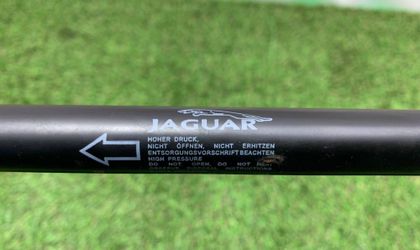 JAGUAR
HOHER DRUCK,
NICHT ÖFFNEN, NICHT ERHITZEN
ENTSORGUNGSVORSCHRIFT BEACHTEN
HIGH PRESSURE
DO NOT OPEN, DO NOT